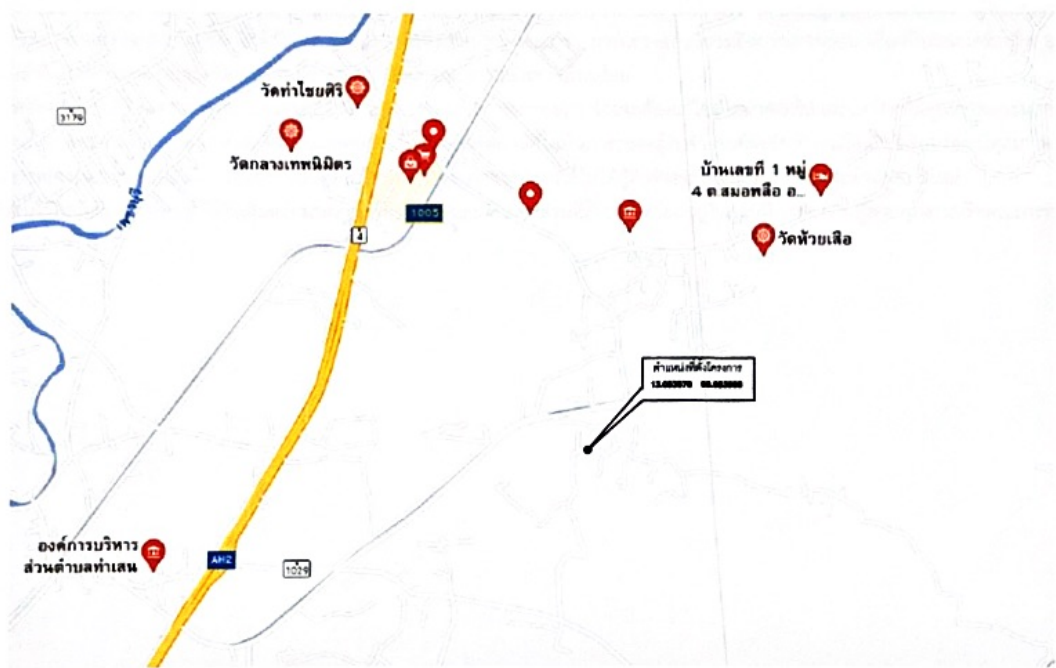 วัดท่าไชยศิริ
3179
วัดกลางเทพนิมิตร
บ้านเลขที่ 1 หมู่
4 ต สมอพลือ อ...
เพชรบุรี
1005
4
วัดห้วยเสือ
ตำแหน่งที่ตั้งโครงการ
องค์การบริหาร
ส่วนตำบลท่าเสน
AH2
1029